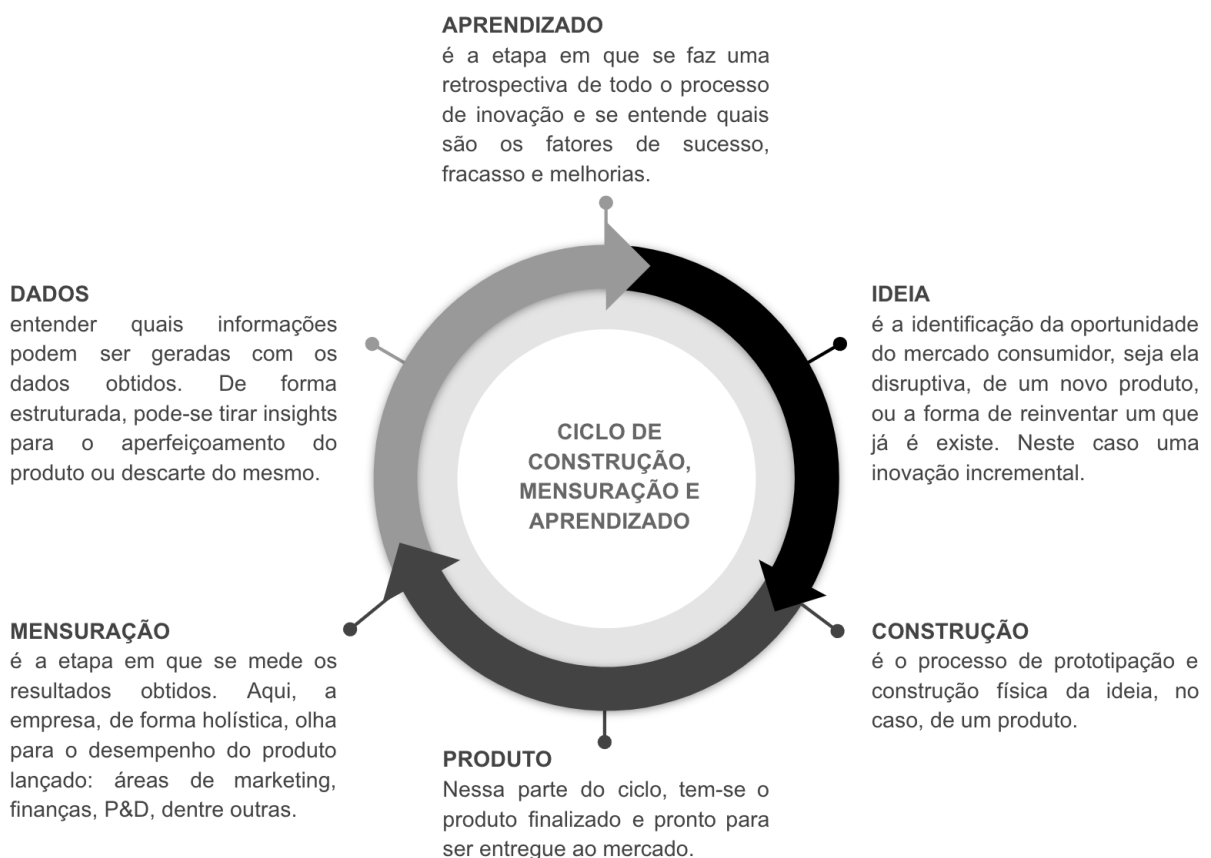 APRENDIZADO
é a etapa em que se faz uma
retrospectiva de todo o processo
de inovação e se entende quais
são os fatores de sucesso,
fracasso e melhorias.
IDEIA
é a identificação da oportunidade
do mercado consumidor, seja ela
disruptiva, de um novo produto,
ou a forma de reinventar um que
já é existe. Neste caso uma
inovação incremental.
CONSTRUÇÃO
é o processo de prototipação e
construção física da ideia, no
caso, de um produto.
PRODUTO
Nessa parte do ciclo, tem-se o
produto finalizado e pronto para
ser entregue ao mercado.
MENSURAÇÃO
é a etapa em que se mede os
resultados obtidos. Aqui, a
empresa, de forma holística, olha
para o desempenho do produto
lançado: áreas de marketing,
finanças, P&D, dentre outras.
DADOS
entender quais informações
podem ser geradas com os
dados obtidos. De forma
estruturada, pode-se tirar insights
para o aperfeiçoamento do
produto ou descarte do mesmo.
CICLO DE
CONSTRUÇÃO,
MENSURAÇÃO E
APRENDIZADO